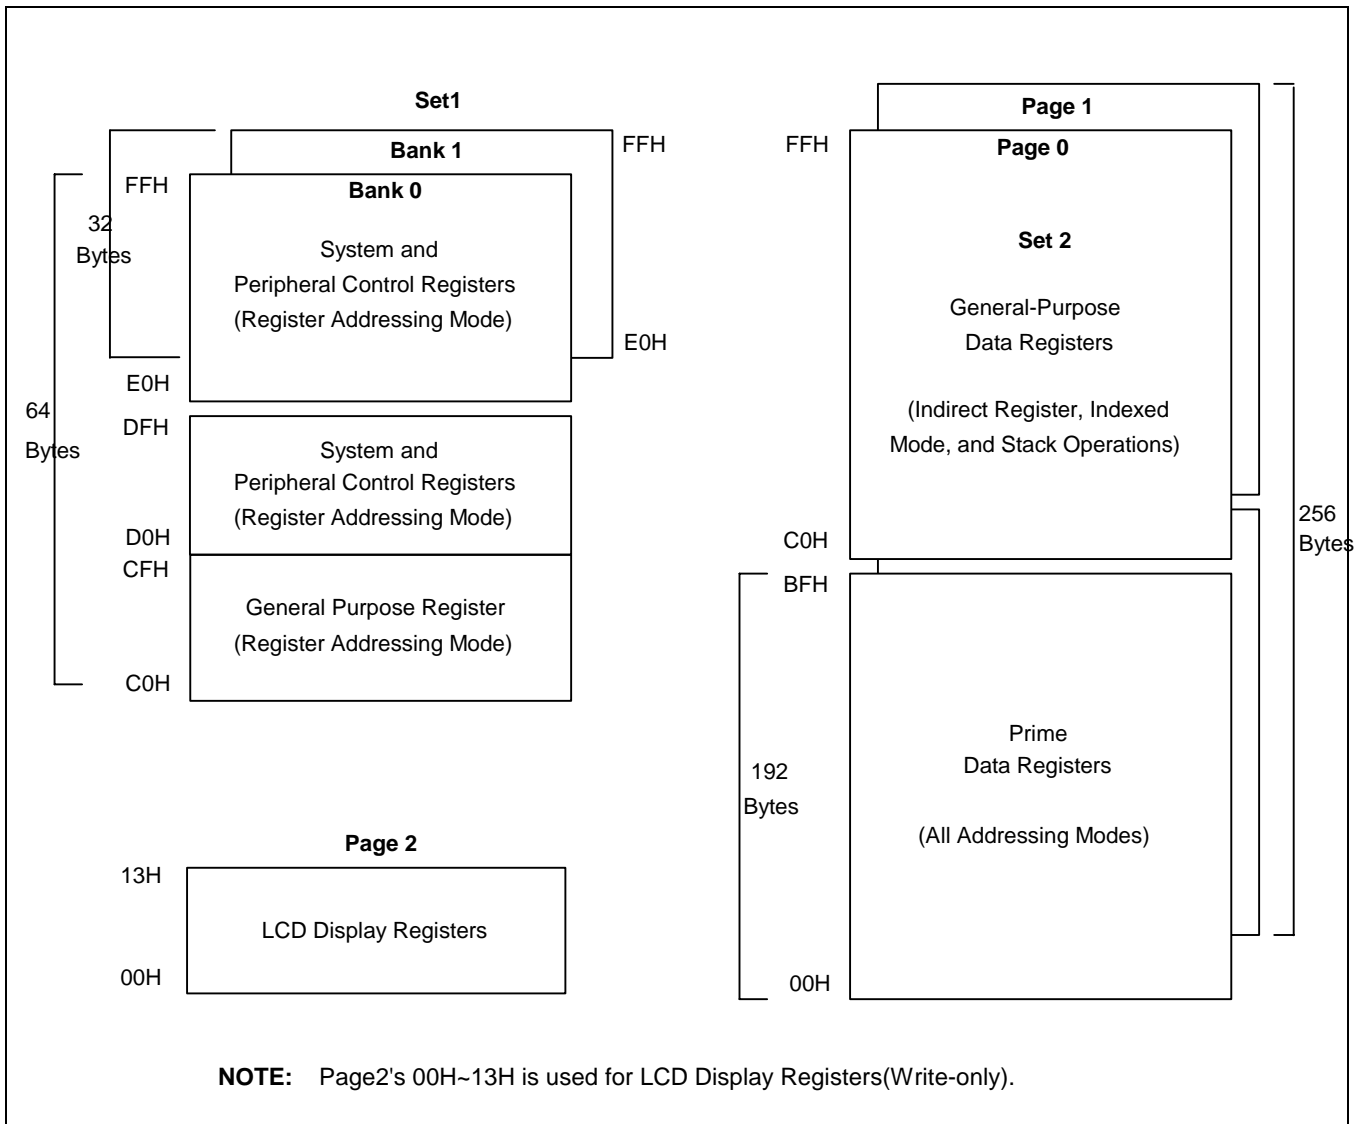 Set1
Bank 1
FFH
FFH
Bank 0
32
Bytes
System and
Peripheral Control Registers
(Register Addressing Mode)
E0H
E0H
64
Bytes
DFH
System and
Peripheral Control Registers
(Register Addressing Mode)
D0H
CFH
General Purpose Register
(Register Addressing Mode)
C0H
Page 2
13H
LCD Display Registers
00H
Page 1
FFH
Page 0
Set 2
General-Purpose
Data Registers
(Indirect Register, Indexed
Mode, and Stack Operations)
256
Bytes
C0H
BFH
Prime
Data Registers
192
Bytes
(All Addressing Modes)
00H
NOTE: Page2's 00H~13H is used for LCD Display Registers(Write-only).